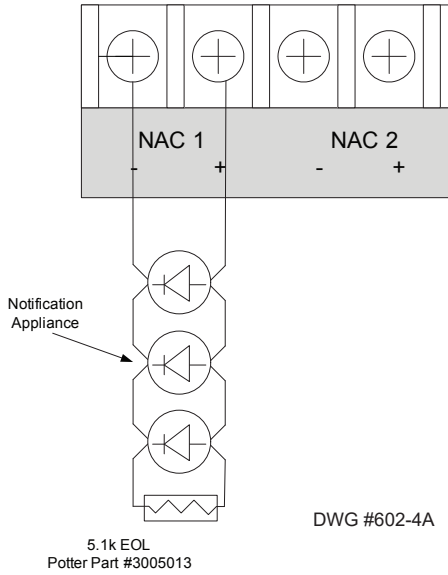 NAC 1 NAC 2
- + - +
Notification
Appliance
DWG #602-4A
5.1k EOL
Potter Part #3005013